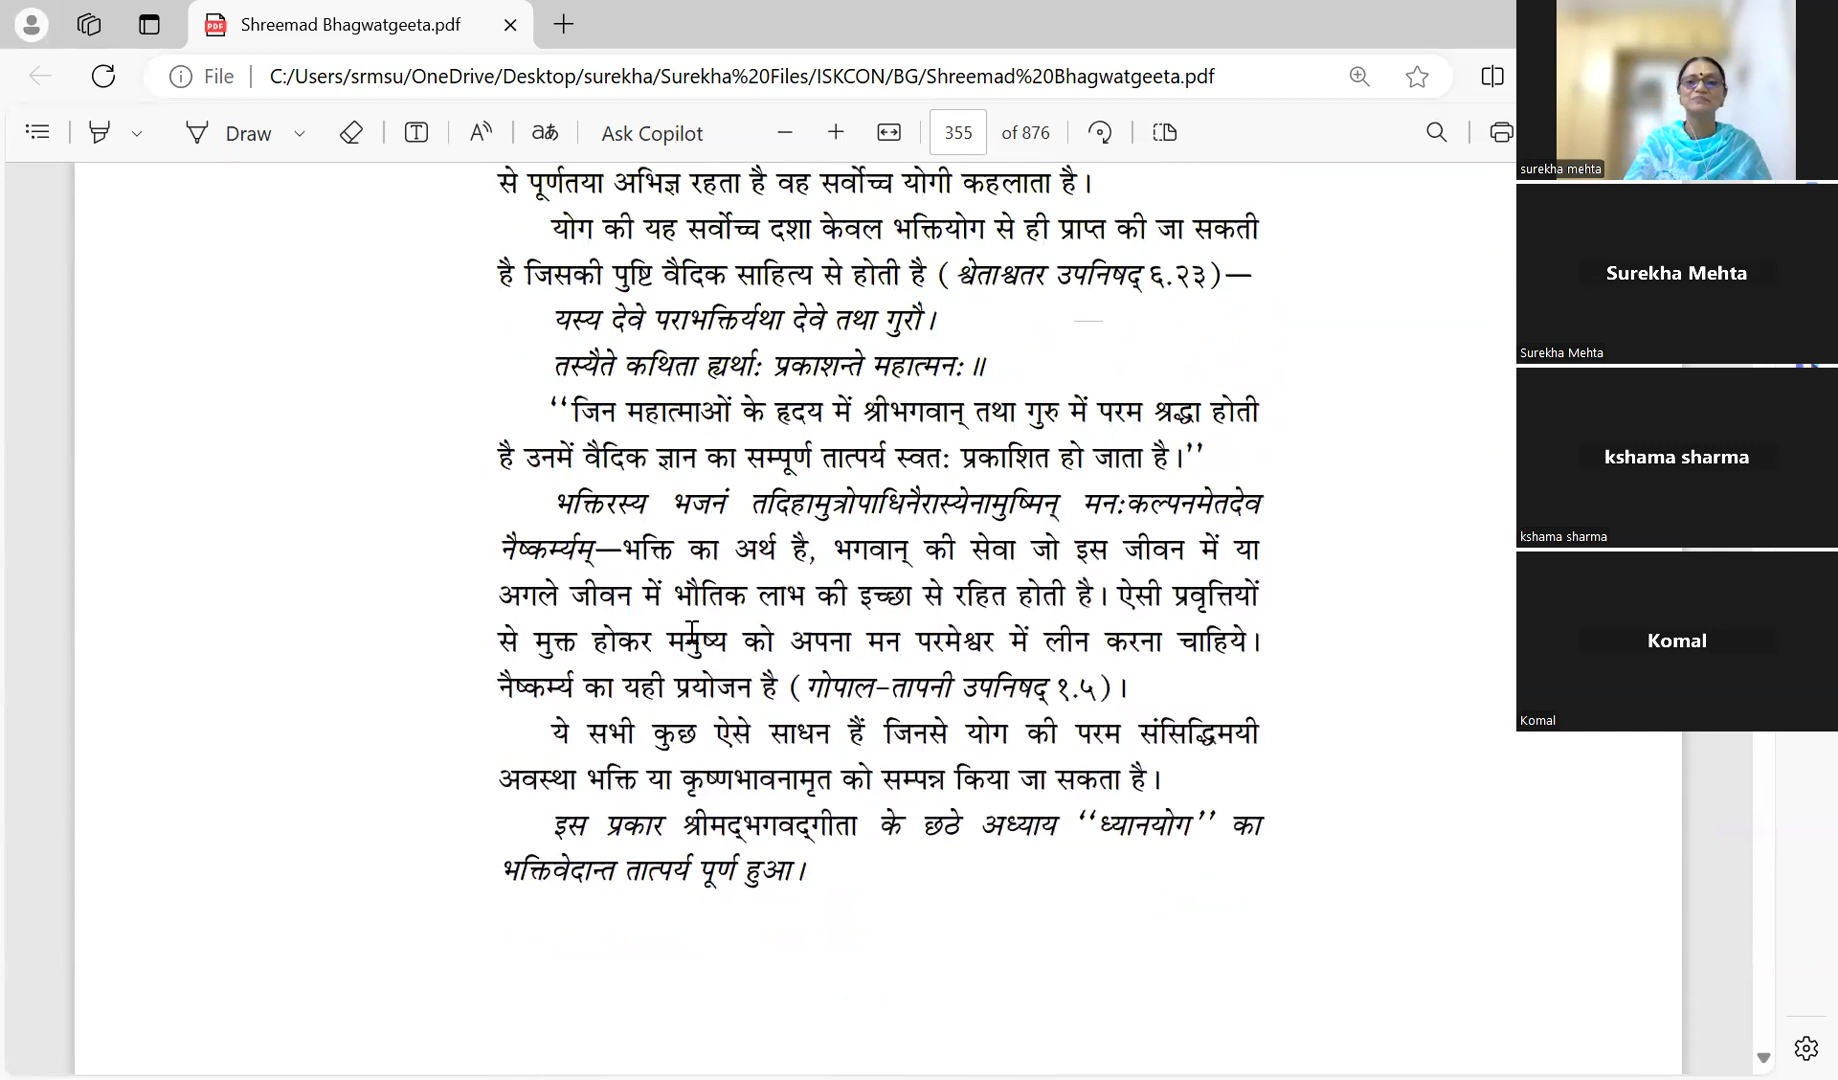 Shreemad Bhagwatgeeta.pdf
File C:/Users/srmsu/OneDrive/Desktop/surekha/Surekha%20Files/ISKCON/BG/Shreemad%20Bhagwatgeeta.pdf
Draw Ask Copilot 355 of 876
से पूर्णतया अभिज्ञ रहता है वह सर्वोच्च योगी कहलाता है।
योग की यह सर्वोच्च दशा केवल भक्तियोग से ही प्राप्त की जा सकती
है जिसकी पुष्टि वैदिक साहित्य से होती है (श्वेताश्वतर उपनिषद् ६.२३)—
यस्य देवे पराभक्तिर्यथा देवे तथा गुरौ।
तस्यैते कथिता ह्यर्थाः प्रकाशन्ते महात्मनः॥
‘‘जिन महात्माओं के हृदय में श्रीभगवान् तथा गुरु में परम श्रद्धा होती
है उनमें वैदिक ज्ञान का सम्पूर्ण तात्पर्य स्वतः प्रकाशित हो जाता है।’’
भक्तिरस्य भजनं तदिहामुत्रोपाधिनैरास्येनामुष्मिन् मनःकल्पनमेतदेव
नैष्कर्म्यम्—भक्ति का अर्थ है, भगवान् की सेवा जो इस जीवन में या
अगले जीवन में भौतिक लाभ की इच्छा से रहित होती है। ऐसी प्रवृत्तियों
से मुक्त होकर मनुष्य को अपना मन परमेश्वर में लीन करना चाहिये।
नैष्कर्म्य का यही प्रयोजन है (गोपाल-तापनी उपनिषद् १.५)।
ये सभी कुछ ऐसे साधन हैं जिनसे योग की परम संसिद्धिमयी
अवस्था भक्ति या कृष्णभावनामृत को सम्पन्न किया जा सकता है।
इस प्रकार श्रीमद्भगवद्गीता के छठे अध्याय ‘‘ध्यानयोग’’ का
भक्तिवेदान्त तात्पर्य पूर्ण हुआ।
surekha mehta
Surekha Mehta
Surekha Mehta
kshama sharma
kshama sharma
Komal
Komal